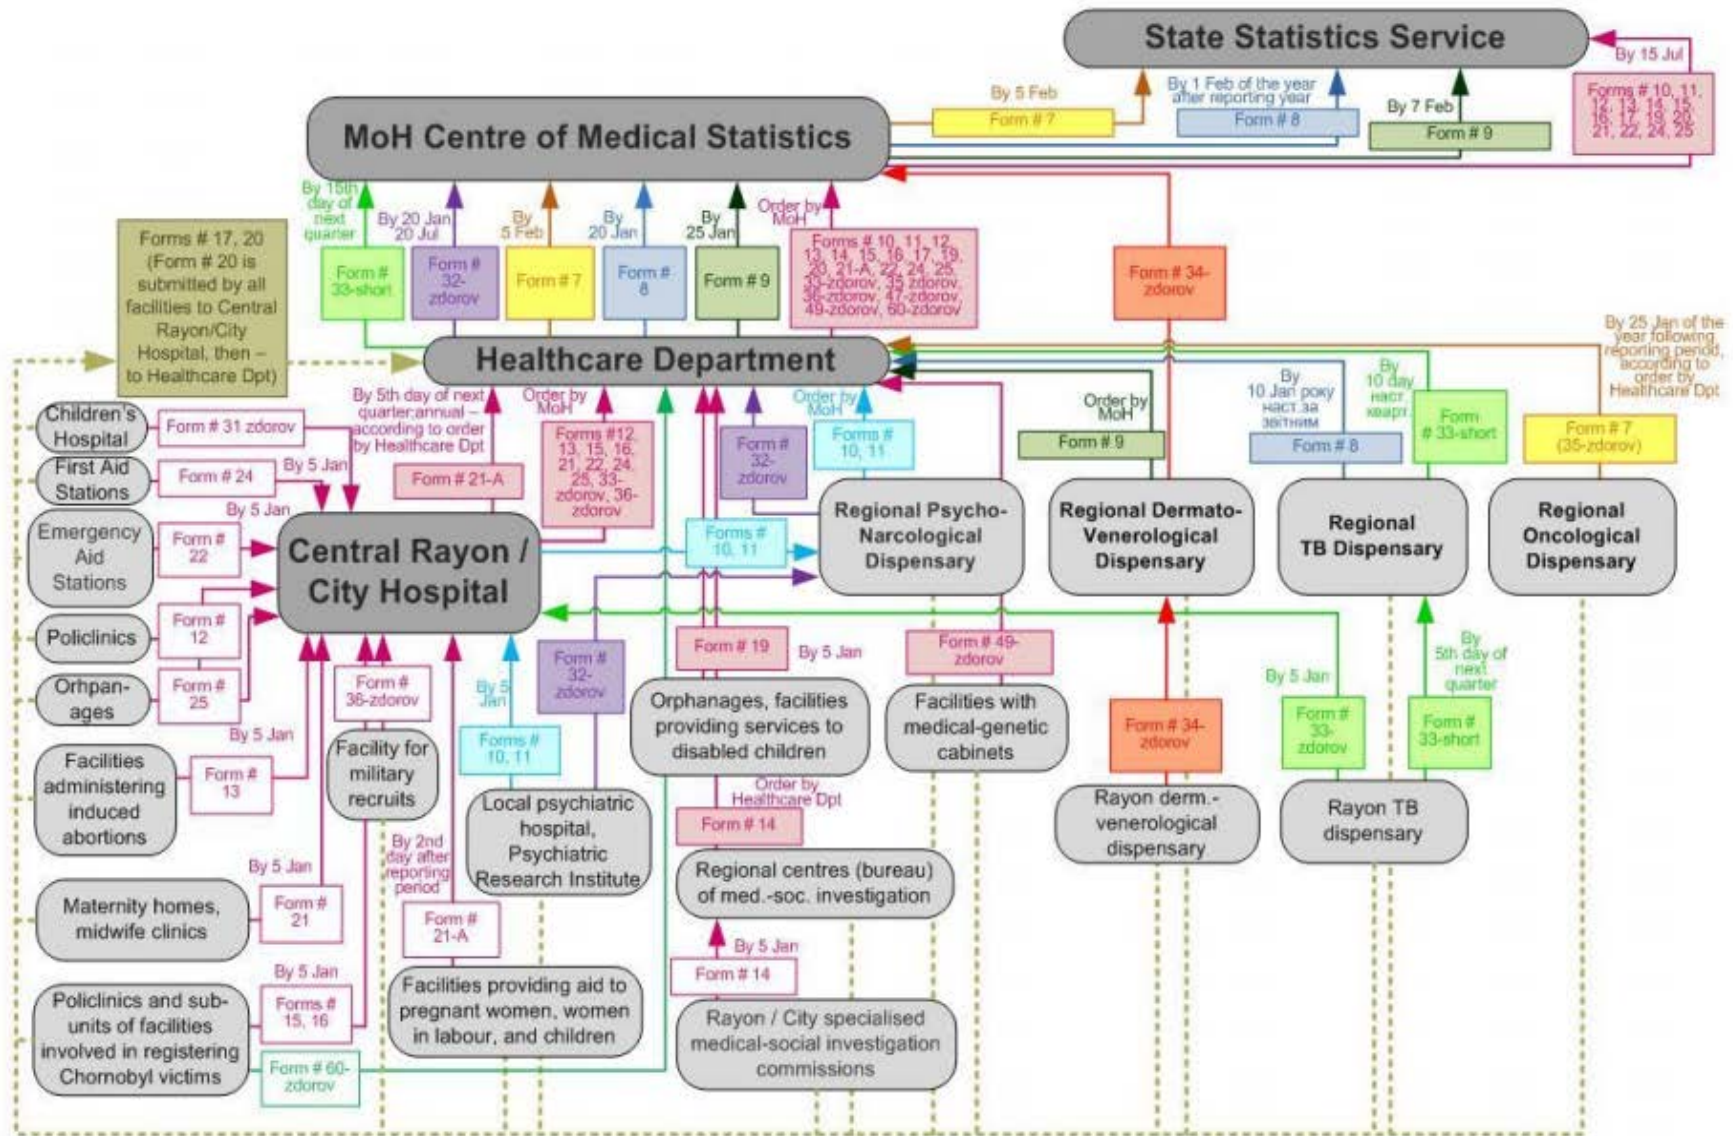 State Statistics Service
By 15 Jul
Forms # 10, 11,
12, 13, 14, 15,
16, 17, 19, 20,
21, 22, 24, 25
By 5 Feb
Form # 7
By 1 Feb of the year
after reporting year
Form # 8
By 7 Feb
Form # 9
MoH Centre of Medical Statistics
By 15th
day of
next
quarter
Form #
33-short
By 20 Jan
20 Jul
Form #
32-
zdorov
By
5 Feb
Form # 7
By
20 Jan
Form #
8
By
25 Jan
Form # 9
Order by
MoH
Forms # 10, 11, 12,
13, 14, 15, 16, 17, 19,
20, 21-A, 22, 24, 25,
33-zdorov, 35 zdorov,
36-zdorov, 47-zdorov,
49-zdorov, 60-zdorov
Form # 34-
zdorov
Forms # 17, 20
(Form # 20 is
submitted by all
facilities to Central
Rayon/City
Hospital, then –
to Healthcare Dpt)
Healthcare Department
By 25 Jan of the
year following
reporting period,
according to
order by
Healthcare Dpt
Form # 7
(35-zdorov)
By
10 day
наст.
кварт.
Form
# 33-short
By
10 Jan року
наст.за
звітним
Form # 8
Order by
MoH
Form # 9
Order by
MoH
Forms #
10, 11
Form #
32-
zdorov
Order by
MoH
Forms #12,
13, 15, 16,
21, 22, 24,
25, 33-
zdorov, 36-
zdorov
By 5th day of next
quarter;annual –
according to order
by Healthcare Dpt
Form # 21-A
Children's
Hospital
Form # 31 zdorov
First Aid
Stations
Form # 24
By 5 Jan
Emergency
Aid
Stations
By 5 Jan
Form #
22
Policlinics
Form #
12
Orhpan-
ages
Form #
25
By 5 Jan
Central Rayon /
City Hospital
Forms #
10, 11
Regional Psycho-
Narcological
Dispensary
Regional Dermato-
Venerological
Dispensary
Regional
TB Dispensary
Regional
Oncological
Dispensary
Facilities
administering
induced
abortions
Form #
13
Form #
36-zdorov
Facility for
military
recruits
By 5
Jan
Forms #
10, 11
Form #
32-
zdorov
Local psychiatric
hospital,
Psychiatric
Research Institute
Form # 19
By 5 Jan
Orphanages, facilities
providing services to
disabled children
Form # 49-
zdorov
Facilities with
medical-genetic
cabinets
Form # 34-
zdorov
Rayon derm.-
venerological
dispensary
By 5 Jan
Form #
33-
zdorov
By
5th day of
next
quarter
Form #
33-short
Rayon TB
dispensary
Order by
Healthcare Dpt
Form # 14
Regional centres (bureau)
of med.-soc. investigation
By 5 Jan
Form # 14
Rayon / City specialised
medical-social investigation
commissions
Maternity homes,
midwife clinics
By 5 Jan
Form #
21
By 2nd
day after
reporting
period
Form #
21-A
Facilities providing aid to
pregnant women, women
in labour, and children
Policlinics and sub-
units of facilities
involved in registering
Chornobyl victims
By 5 Jan
Forms #
15, 16
Form # 60-
zdorov